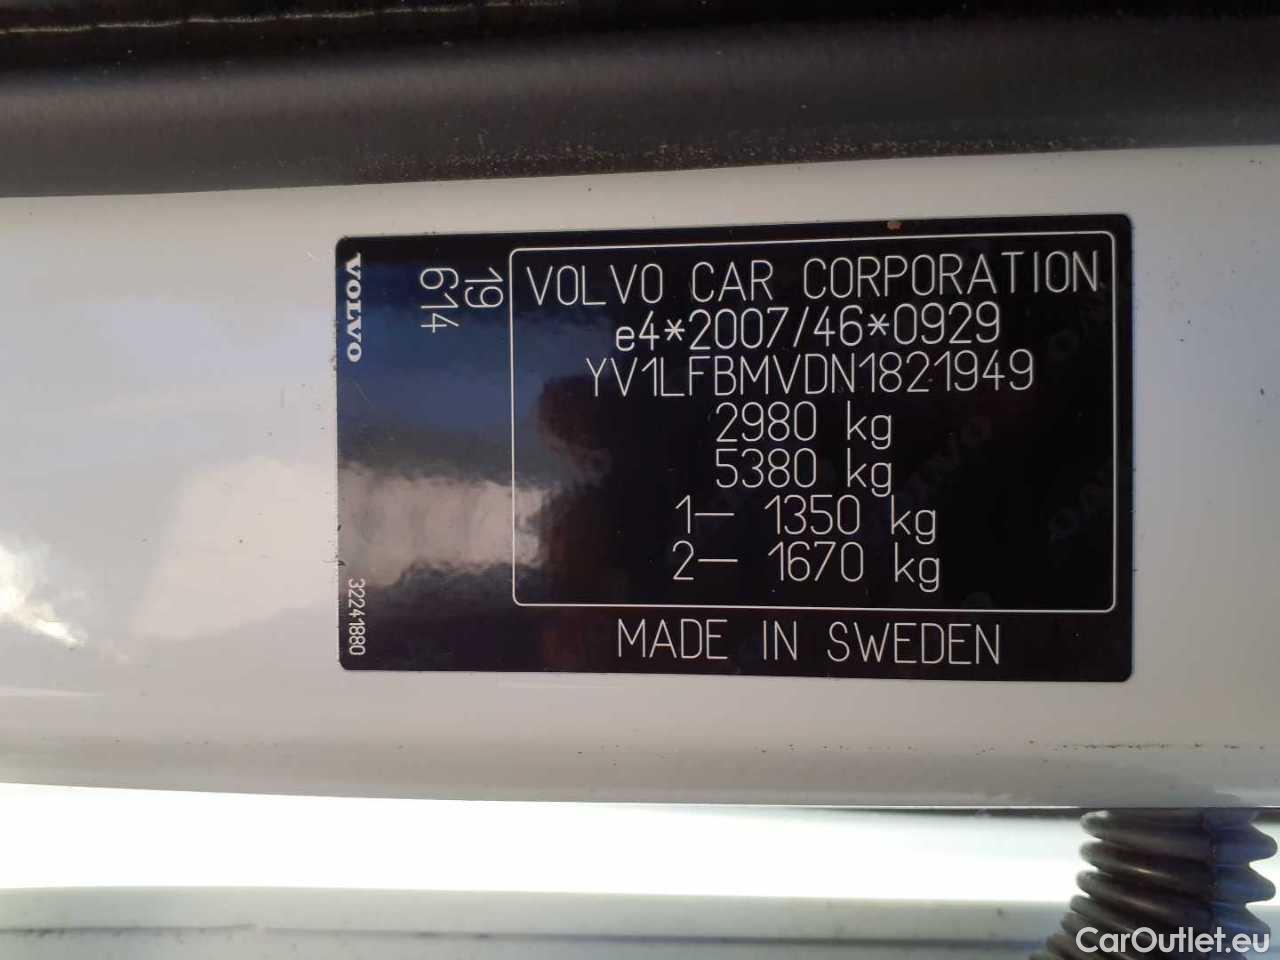 VOLVO
19
614
VOLVO CAR CORPORATION
e4*2007/46*0929
YV1LFBMVDN1821949
2980 kg
5380 kg
1— 1350 kg
2— 1670 kg
MADE IN SWEDEN
32241880
CarOutlet.eu